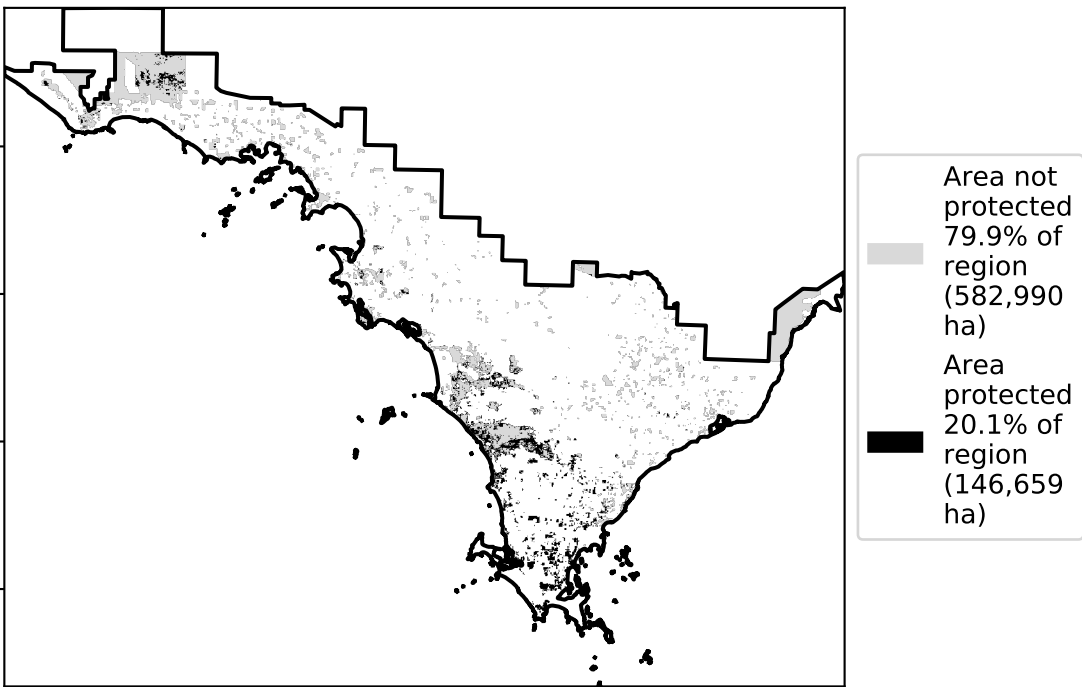 Area not
protected
79.9% of
region
(582,990
ha)
Area
protected
20.1% of
region
(146,659
ha)